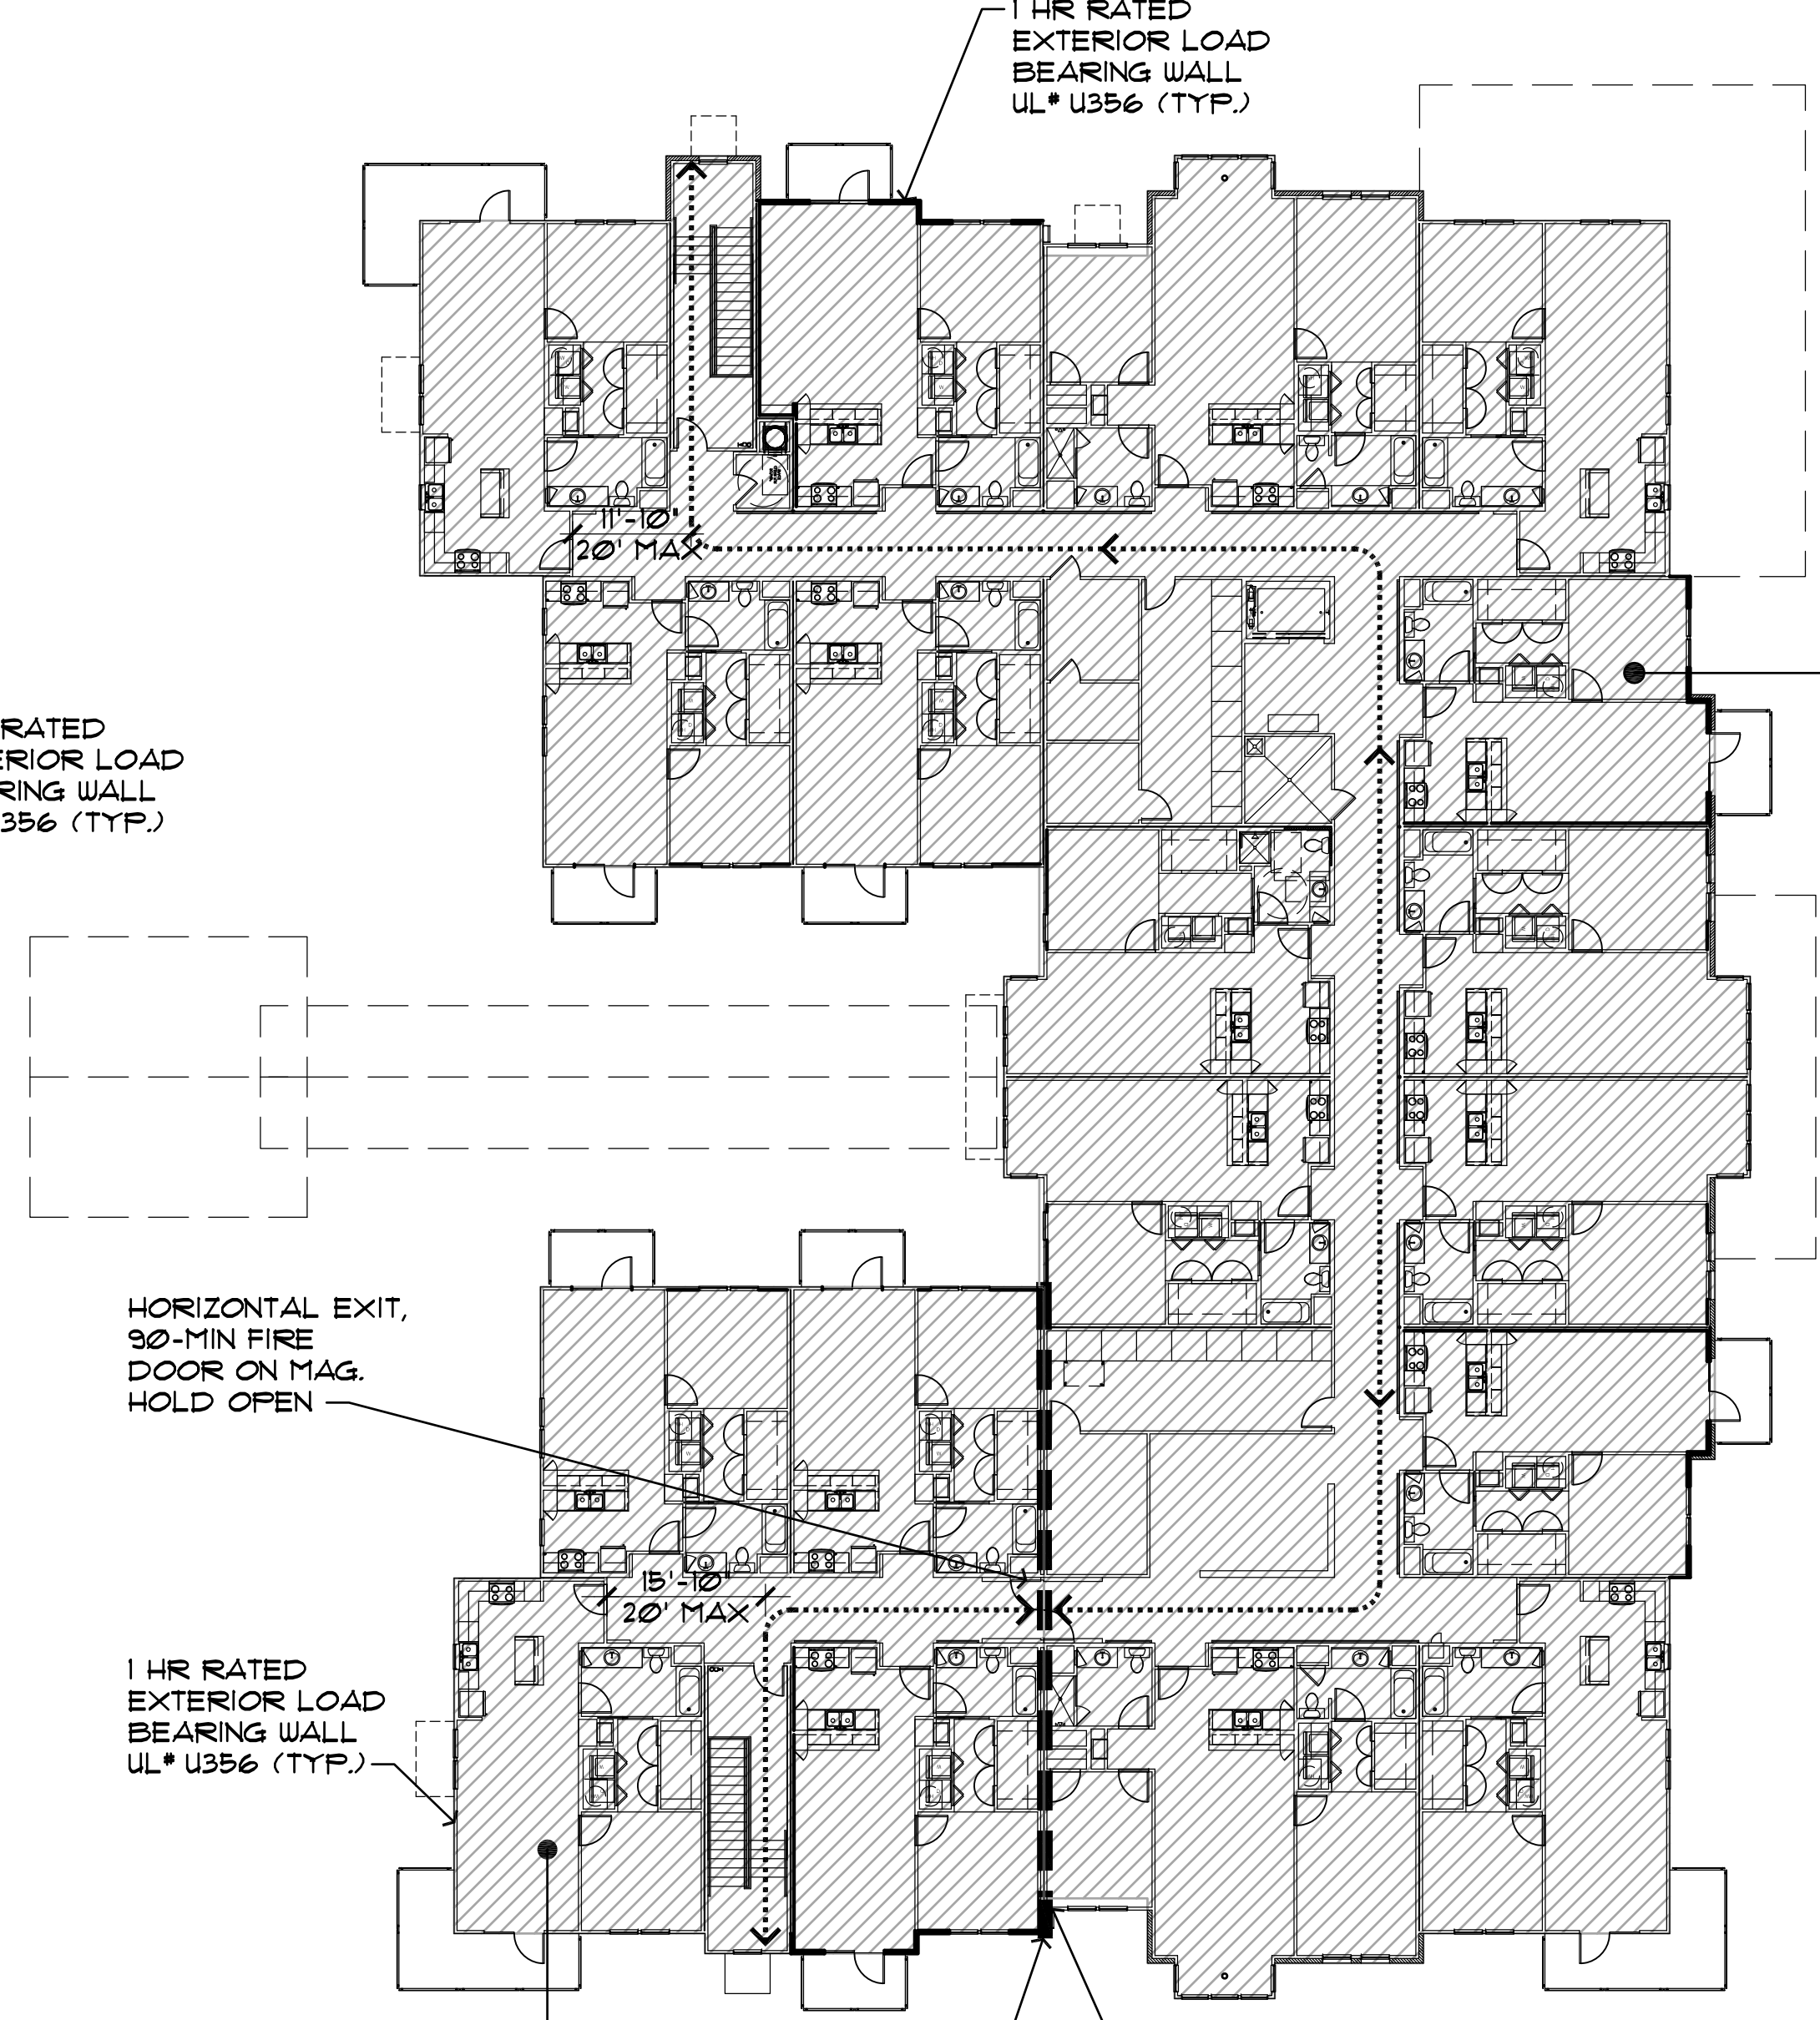 1 HR RATED
EXTERIOR LOAD
BEARING WALL
UL# U356 (TYP.)
11'-10"
20' MAX
RATED
ERIOR LOAD
RING WALL
356 (TYP.)
HORIZONTAL EXIT,
90-MIN FIRE
DOOR ON MAG.
HOLD OPEN
15'-10"
20' MAX
1 HR RATED
EXTERIOR LOAD
BEARING WALL
UL# U356 (TYP.)